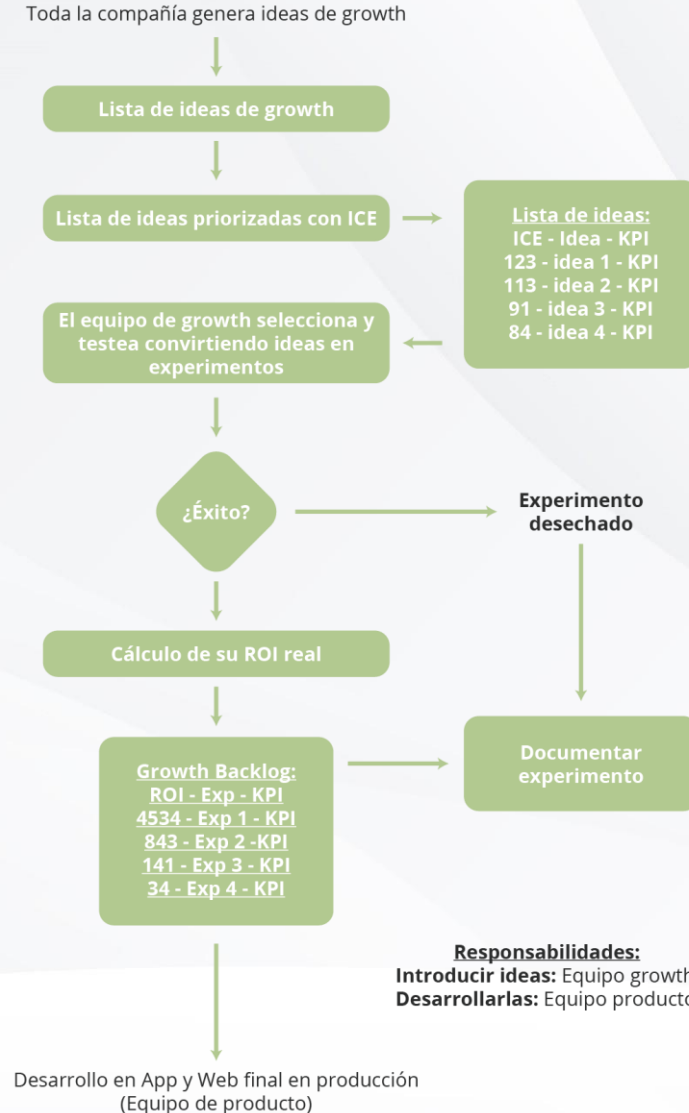 Toda la compañía genera ideas de growth
Lista de ideas de growth
Lista de ideas priorizadas con ICE
Lista de ideas:
ICE - Idea - KPI
123 - idea 1 - KPI
113 - idea 2 - KPI
91 - idea 3 - KPI
84 - idea 4 - KPI
El equipo de growth selecciona y
testea convirtiendo ideas en
experimentos
¿Éxito?
Experimento
desechado
Cálculo de su ROI real
Growth Backlog:
ROI - Exp - KPI
4534 - Exp 1 - KPI
843 - Exp 2 -KPI
141 - Exp 3 - KPI
34 - Exp 4 - KPI
Documentar
experimento
Responsabilidades:
Introducir ideas: Equipo growth
Desarrollarlas: Equipo producto
Desarrollo en App y Web final en producción
(Equipo de producto)